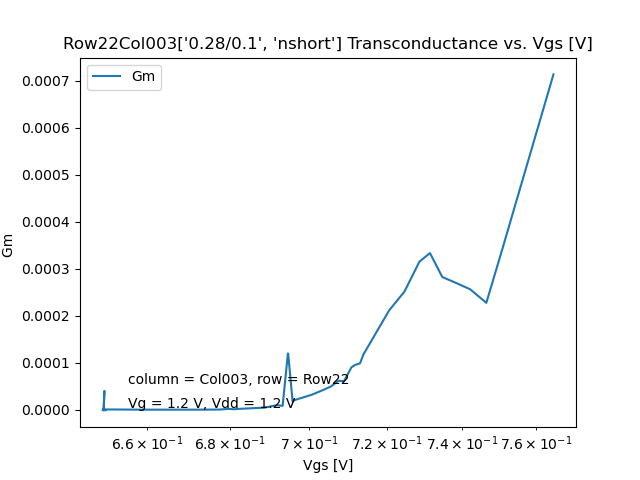 Row22Col003['0.28/0.1', 'nshort'] Transconductance vs. Vgs [V]
Gm
0.0007
0.0006
0.0005
0.0004
0.0003
0.0002
0.0001
0.0000
Gm
column = Col003, row = Row22
Vg = 1.2 V, Vdd = 1.2 V
6.6 × 10⁻¹ 6.8 × 10⁻¹ 7 × 10⁻¹ 7.2 × 10⁻¹ 7.4 × 10⁻¹ 7.6 × 10⁻¹
Vgs [V]